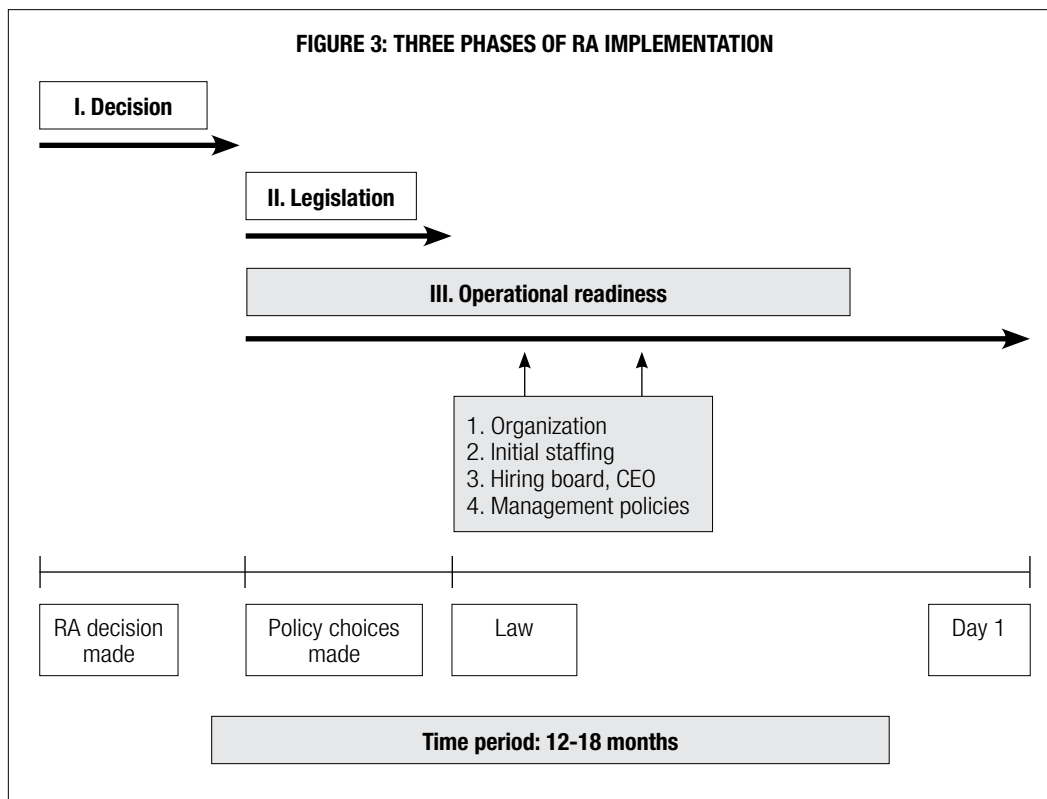 FIGURE 3: THREE PHASES OF RA IMPLEMENTATION
I. Decision
II. Legislation
III. Operational readiness
1. Organization
2. Initial staffing
3. Hiring board, CEO
4. Management policies
RA decision
made
Policy choices
made
Law
Day 1
Time period: 12-18 months